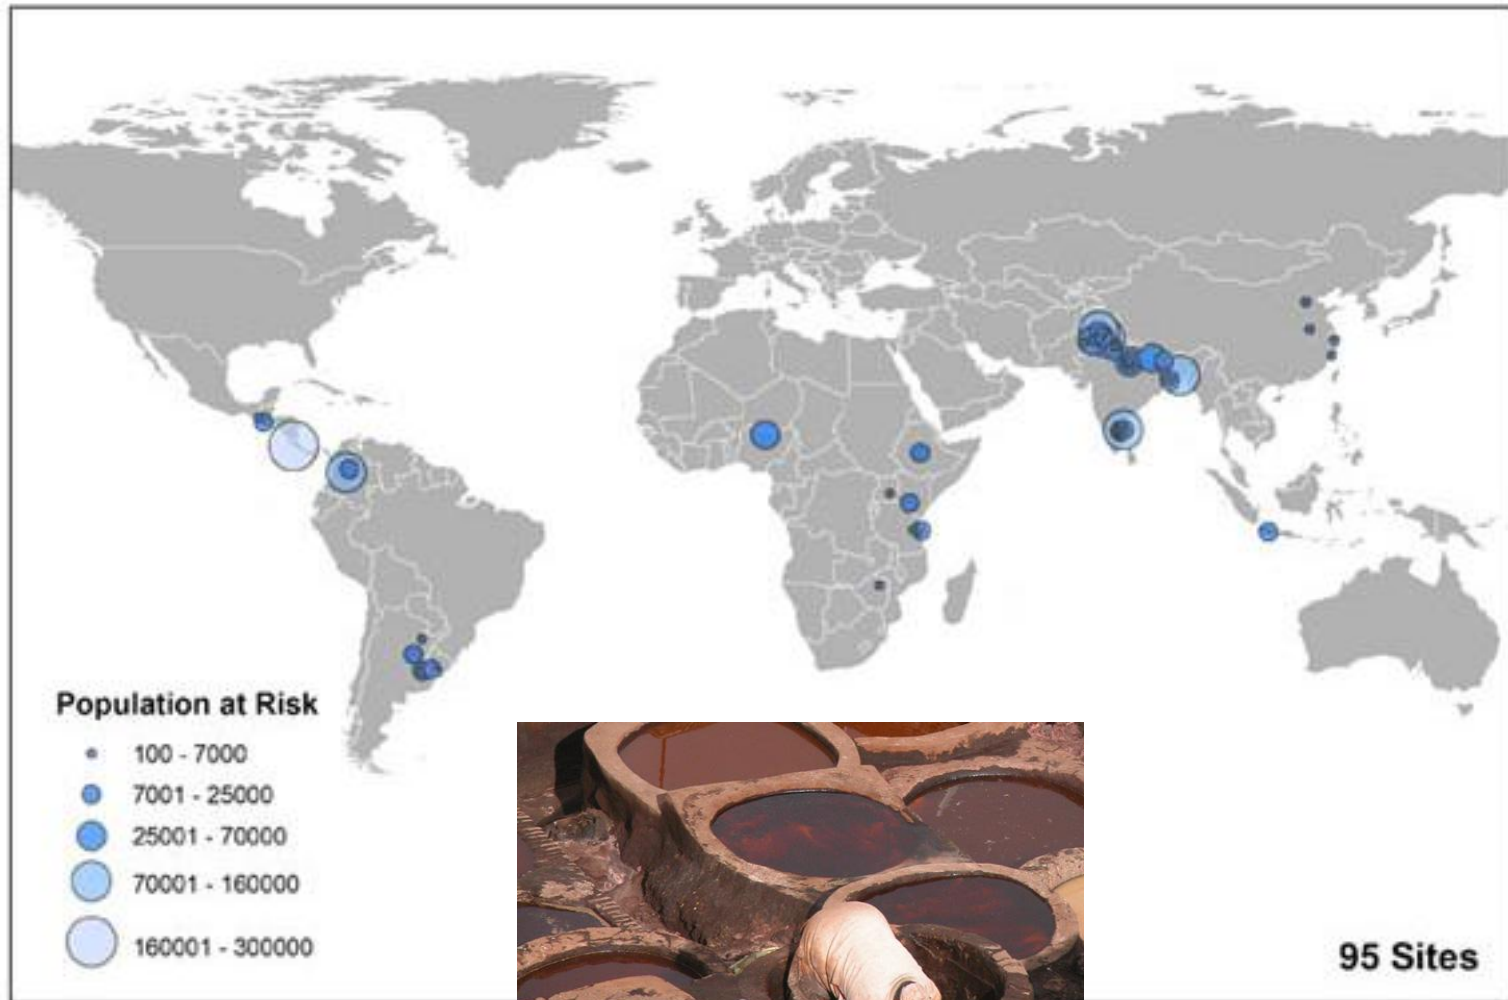 Population at Risk
100 - 7000
7001 - 25000
25001 - 70000
70001 - 160000
160001 - 300000
95 Sites